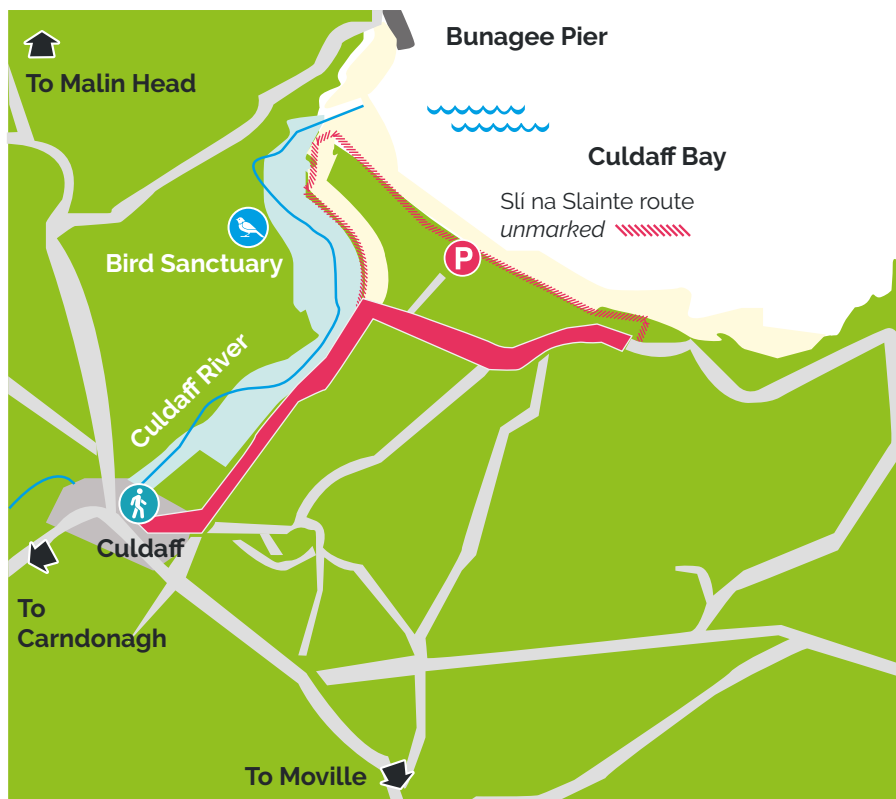 Bunagee Pier
To Malin Head
Culdaff Bay
Slí na Slainte route
unmarked
P
Bird Sanctuary
Culdaff River
Culdaff
To
Carndonagh
To Moville